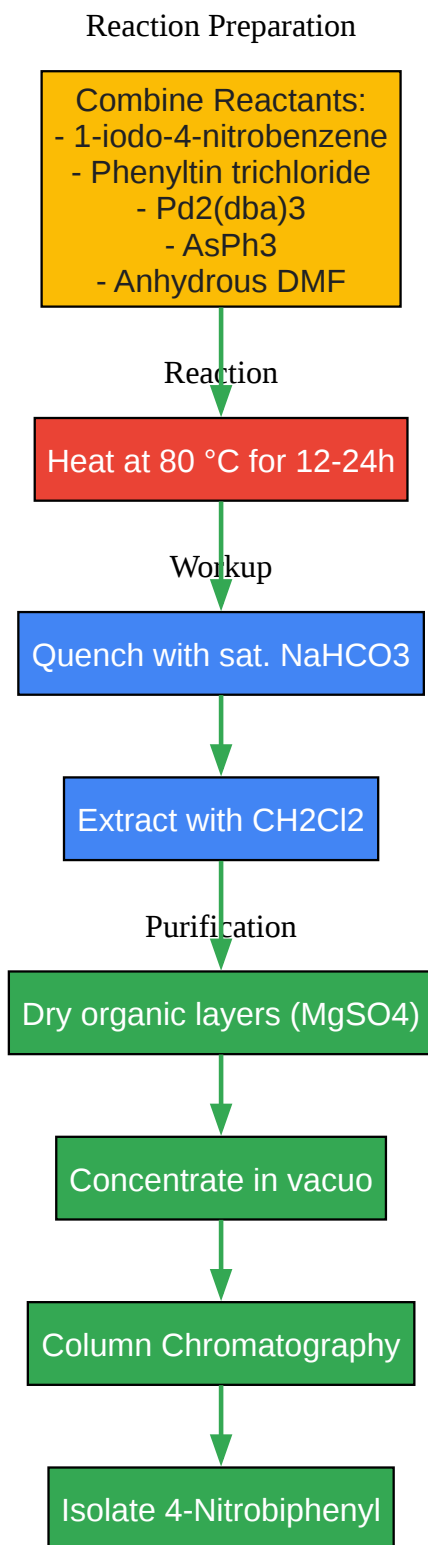 Reaction Preparation
Combine Reactants:
- 1-iodo-4-nitrobenzene
- Phenyltin trichloride
- Pd2(dba)3
- AsPh3
- Anhydrous DMF
Reaction
Heat at 80 °C for 12-24h
Workup
Quench with sat. NaHCO3
Extract with CH2Cl2
Purification
Dry organic layers (MgSO4)
Concentrate in vacuo
Column Chromatography
Isolate 4-Nitrobiphenyl